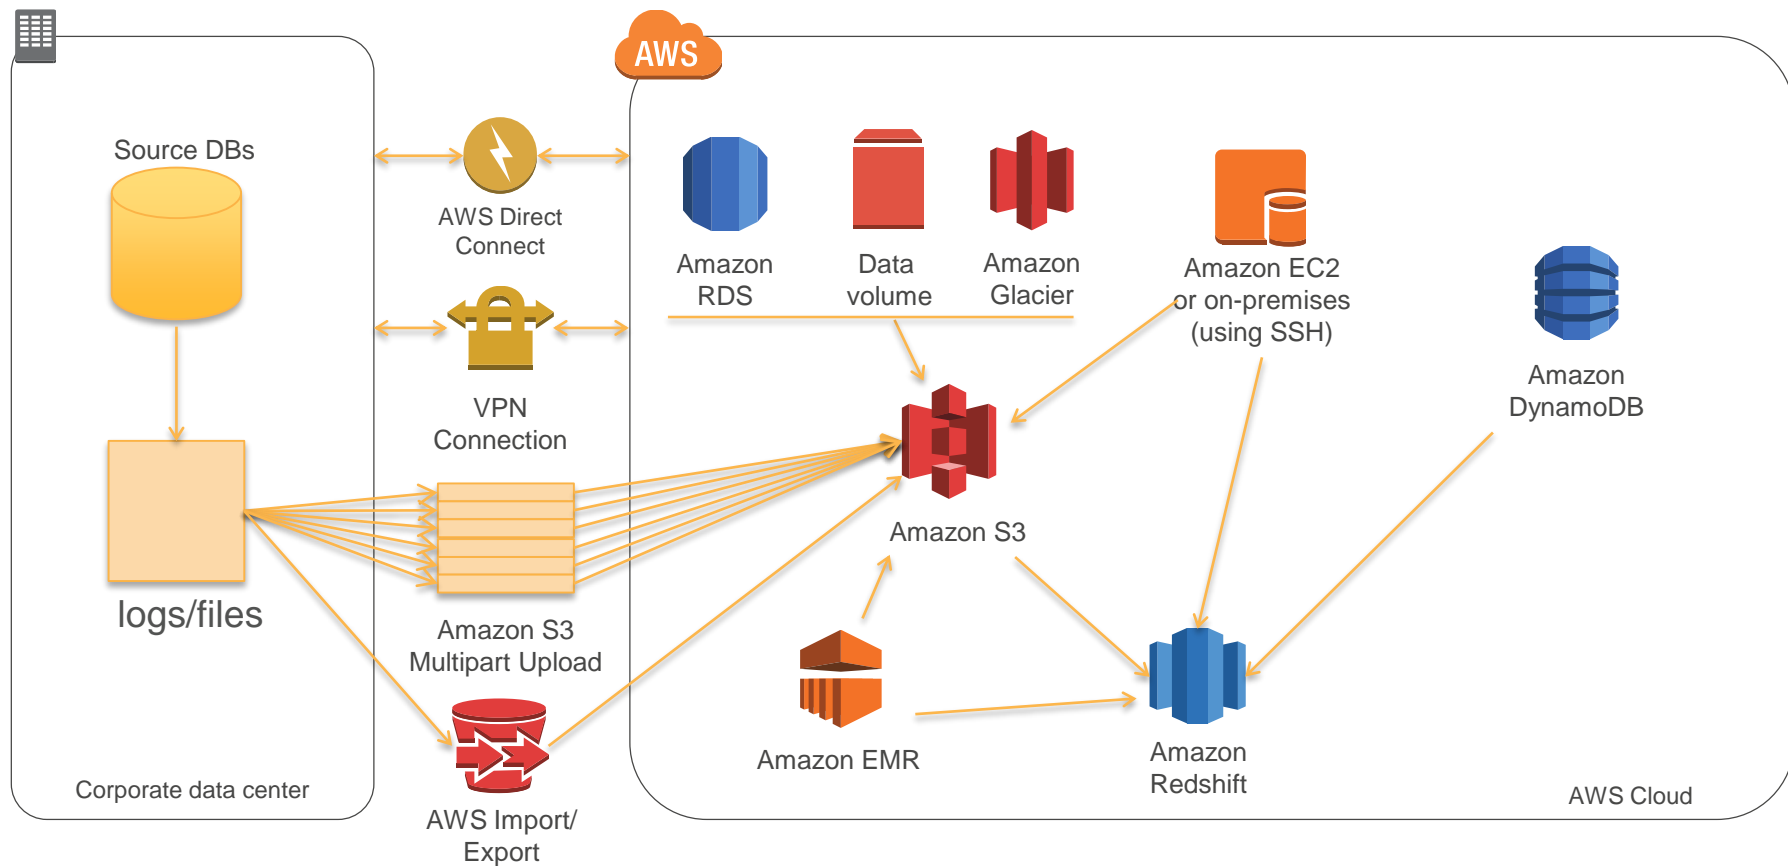 AWS
Source DBs
logs/files
Corporate data center
AWS Direct
Connect
VPN
Connection
Amazon S3
Multipart Upload
AWS Import/
Export
Amazon
RDS
Data
volume
Amazon
Glacier
Amazon EC2
or on-premises
(using SSH)
Amazon
DynamoDB
Amazon S3
Amazon EMR
Amazon
Redshift
AWS Cloud